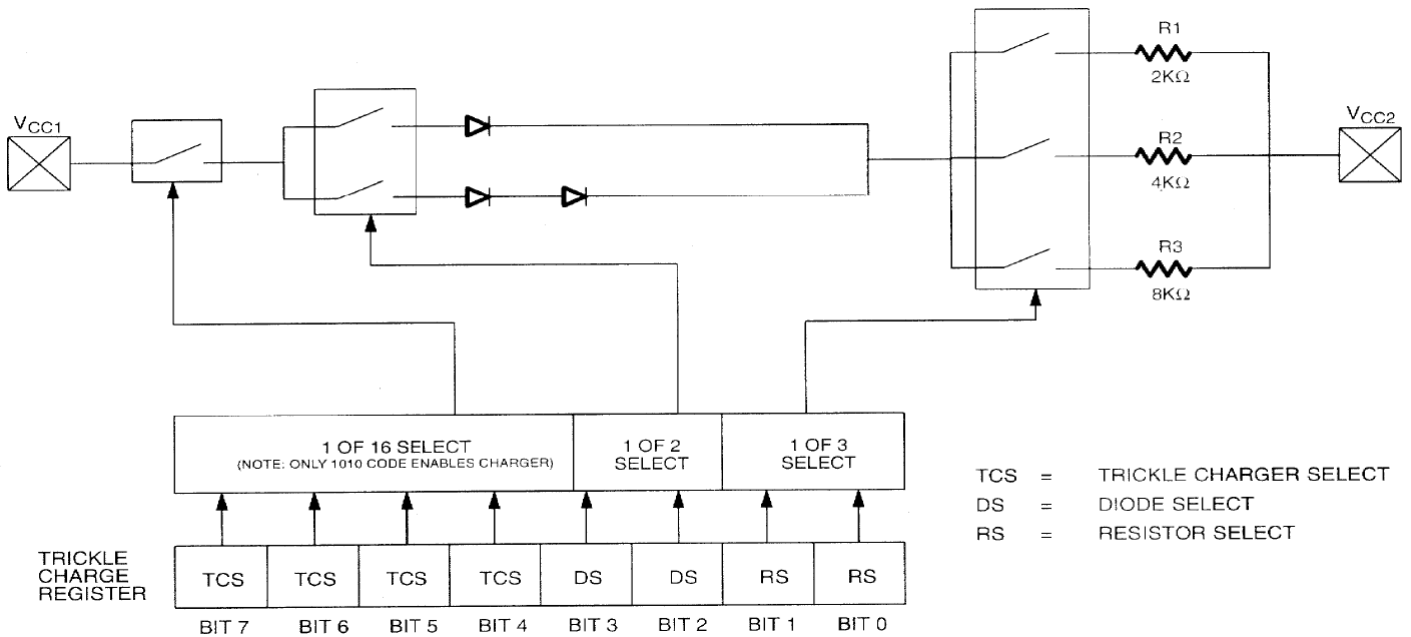 R1
2KΩ
VCC1
VCC2
R2
4KΩ
R3
8KΩ
1 OF 16 SELECT
(NOTE: ONLY 1010 CODE ENABLES CHARGER)
1 OF 2
SELECT
1 OF 3
SELECT
TCS = TRICKLE CHARGER SELECT
DS = DIODE SELECT
RS = RESISTOR SELECT
TRICKLE
CHARGE
REGISTER
TCS TCS TCS TCS DS DS RS RS
BIT 7 BIT 6 BIT 5 BIT 4 BIT 3 BIT 2 BIT 1 BIT 0